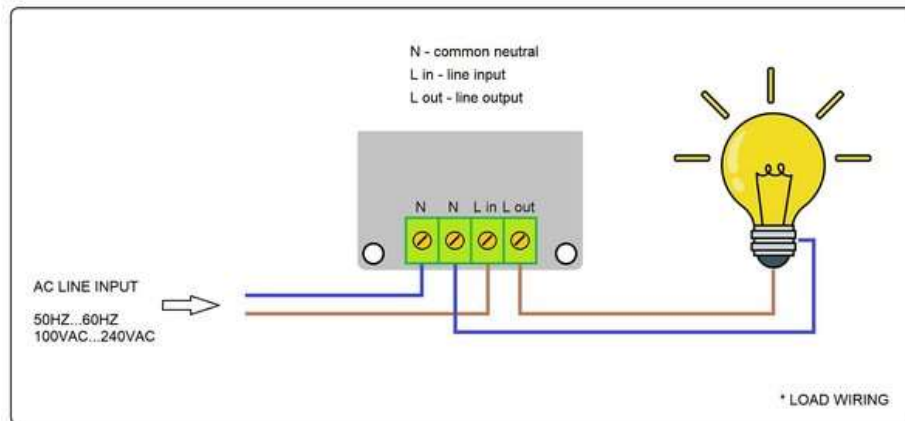 N - common neutral
L in - line input
L out - line output
N N L in L out
AC LINE INPUT
50HZ...60HZ
100VAC...240VAC
* LOAD WIRING